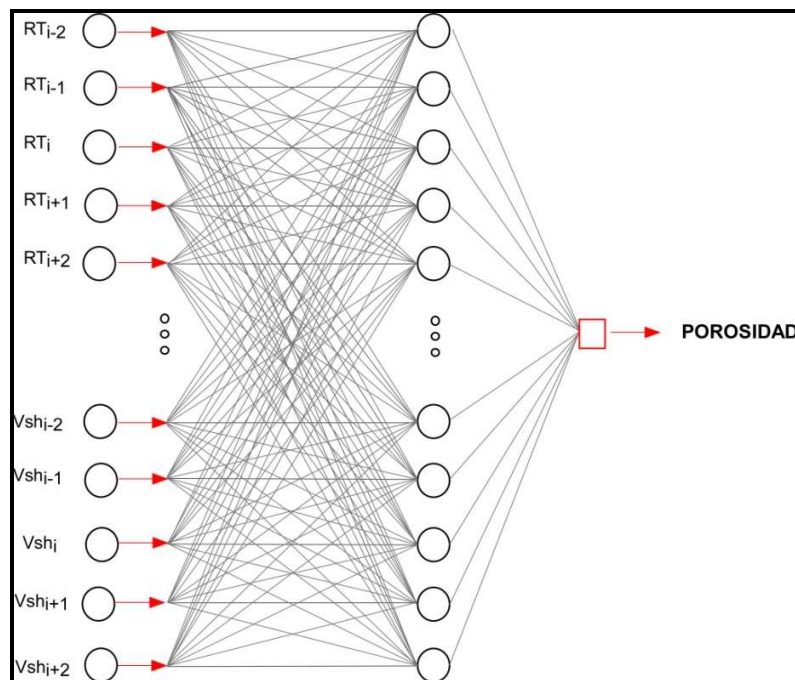 RTi-2
RTi-1
RTi
RTi+1
RTi+2
POROSIDAD
Vshi-2
Vshi-1
Vshi
Vshi+1
Vshi+2